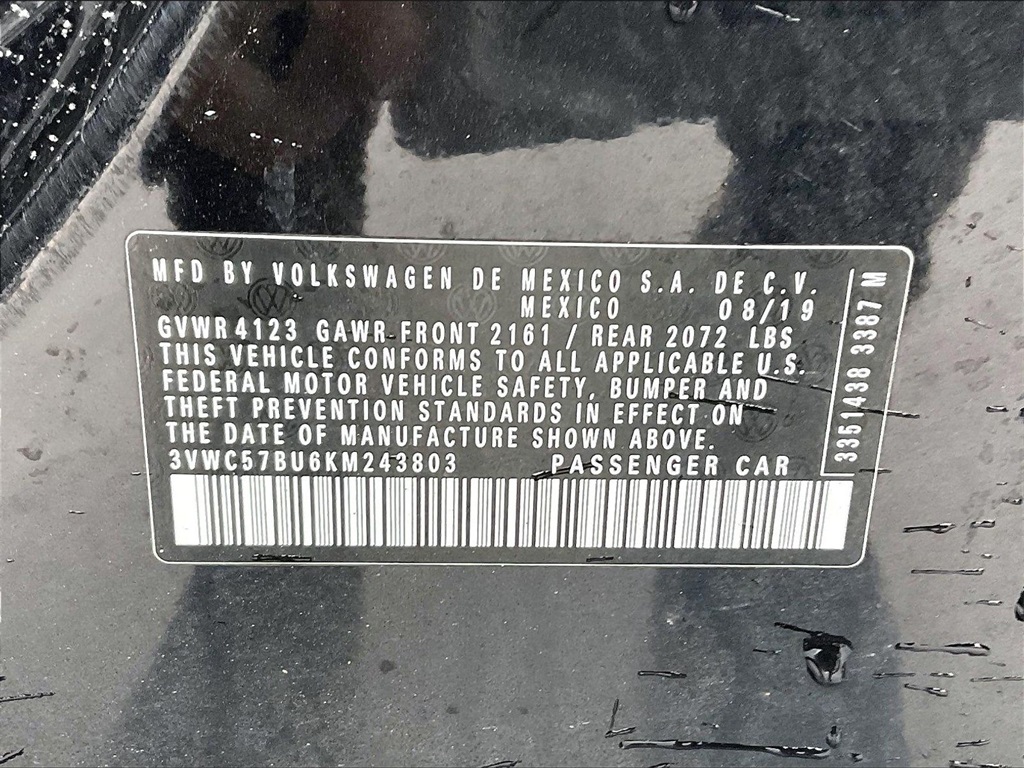 MFD BY VOLKSWAGEN DE MEXICO S.A. DE C.V.
MEXICO 08/19
GVWR 4123 GAWR-FRONT 2161 / REAR 2072 LBS
THIS VEHICLE CONFORMS TO ALL APPLICABLE U.S.
FEDERAL MOTOR VEHICLE SAFETY, BUMPER AND
THEFT PREVENTION STANDARDS IN EFFECT ON
THE DATE OF MANUFACTURE SHOWN ABOVE.
3VWC57BU6KM243803 PASSENGER CAR
3351438 3387 M